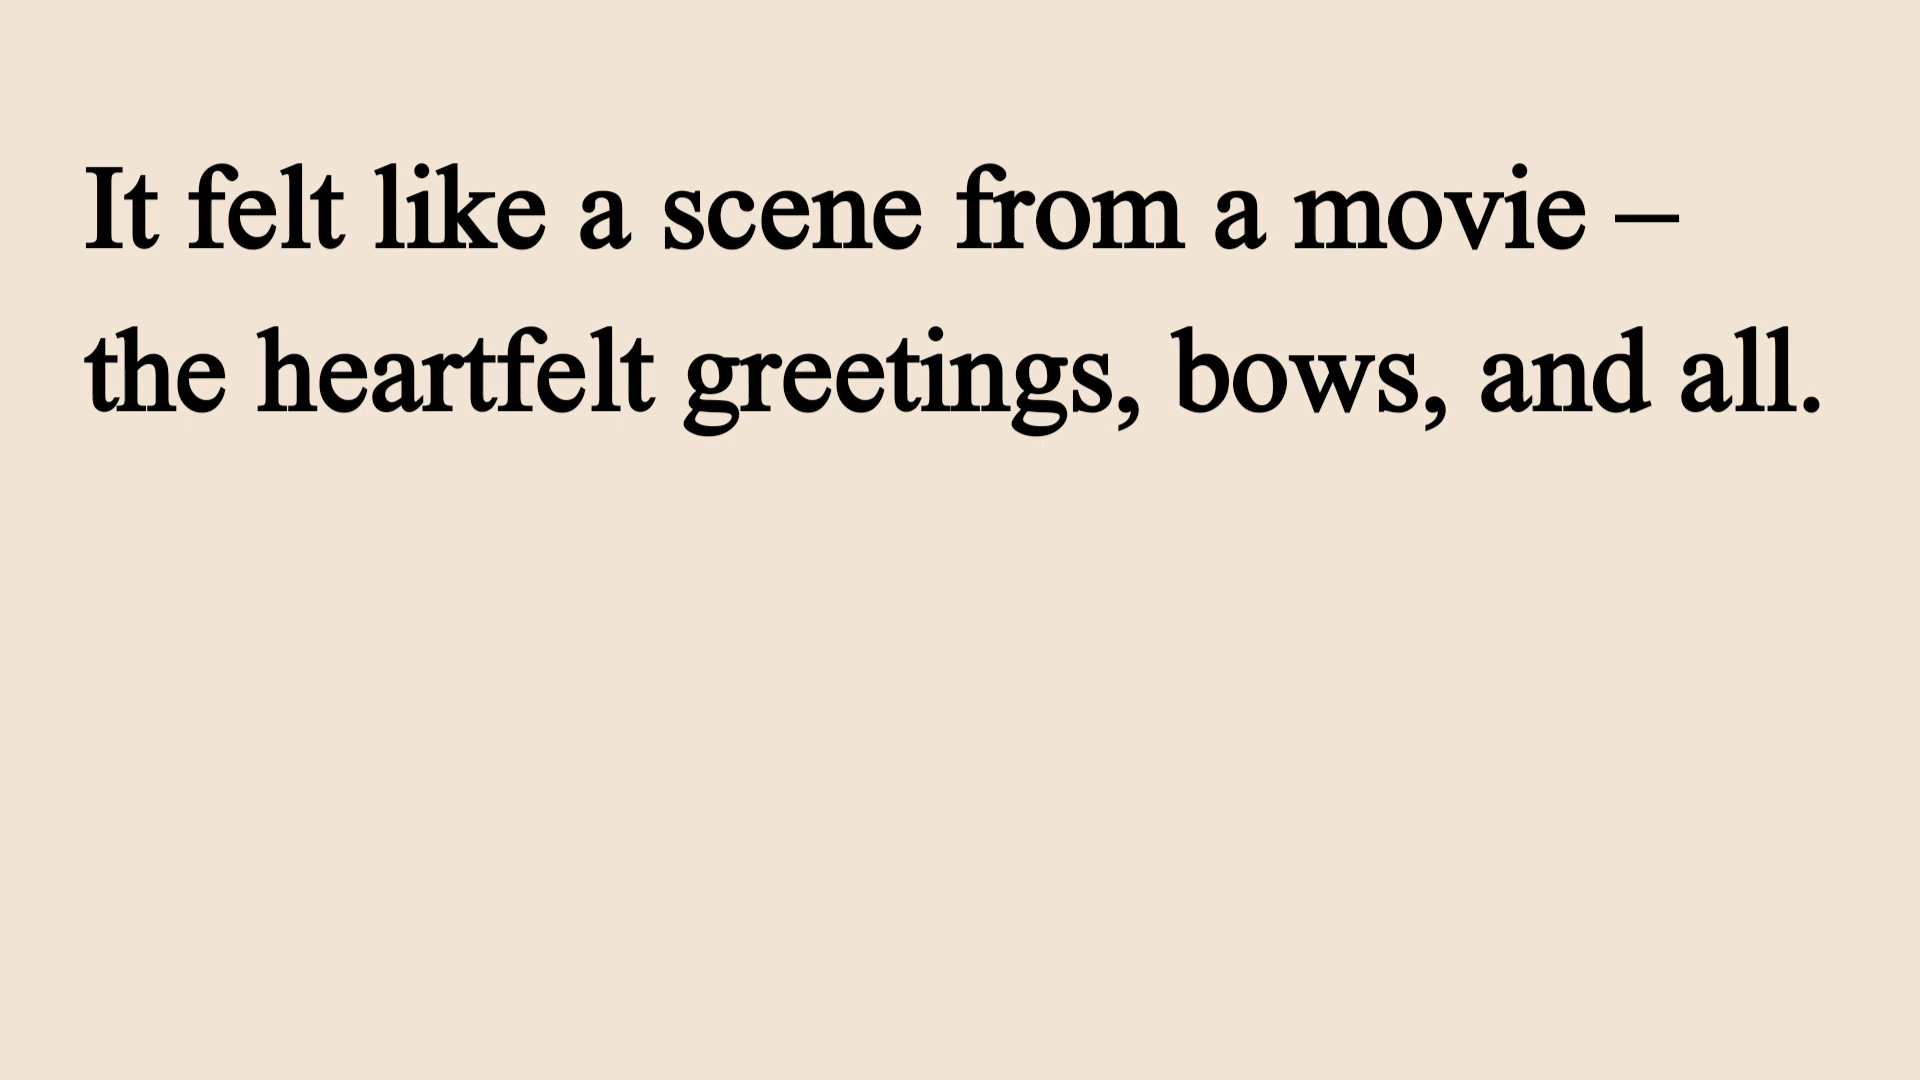 It felt like a scene from a movie –
the heartfelt greetings, bows, and all.